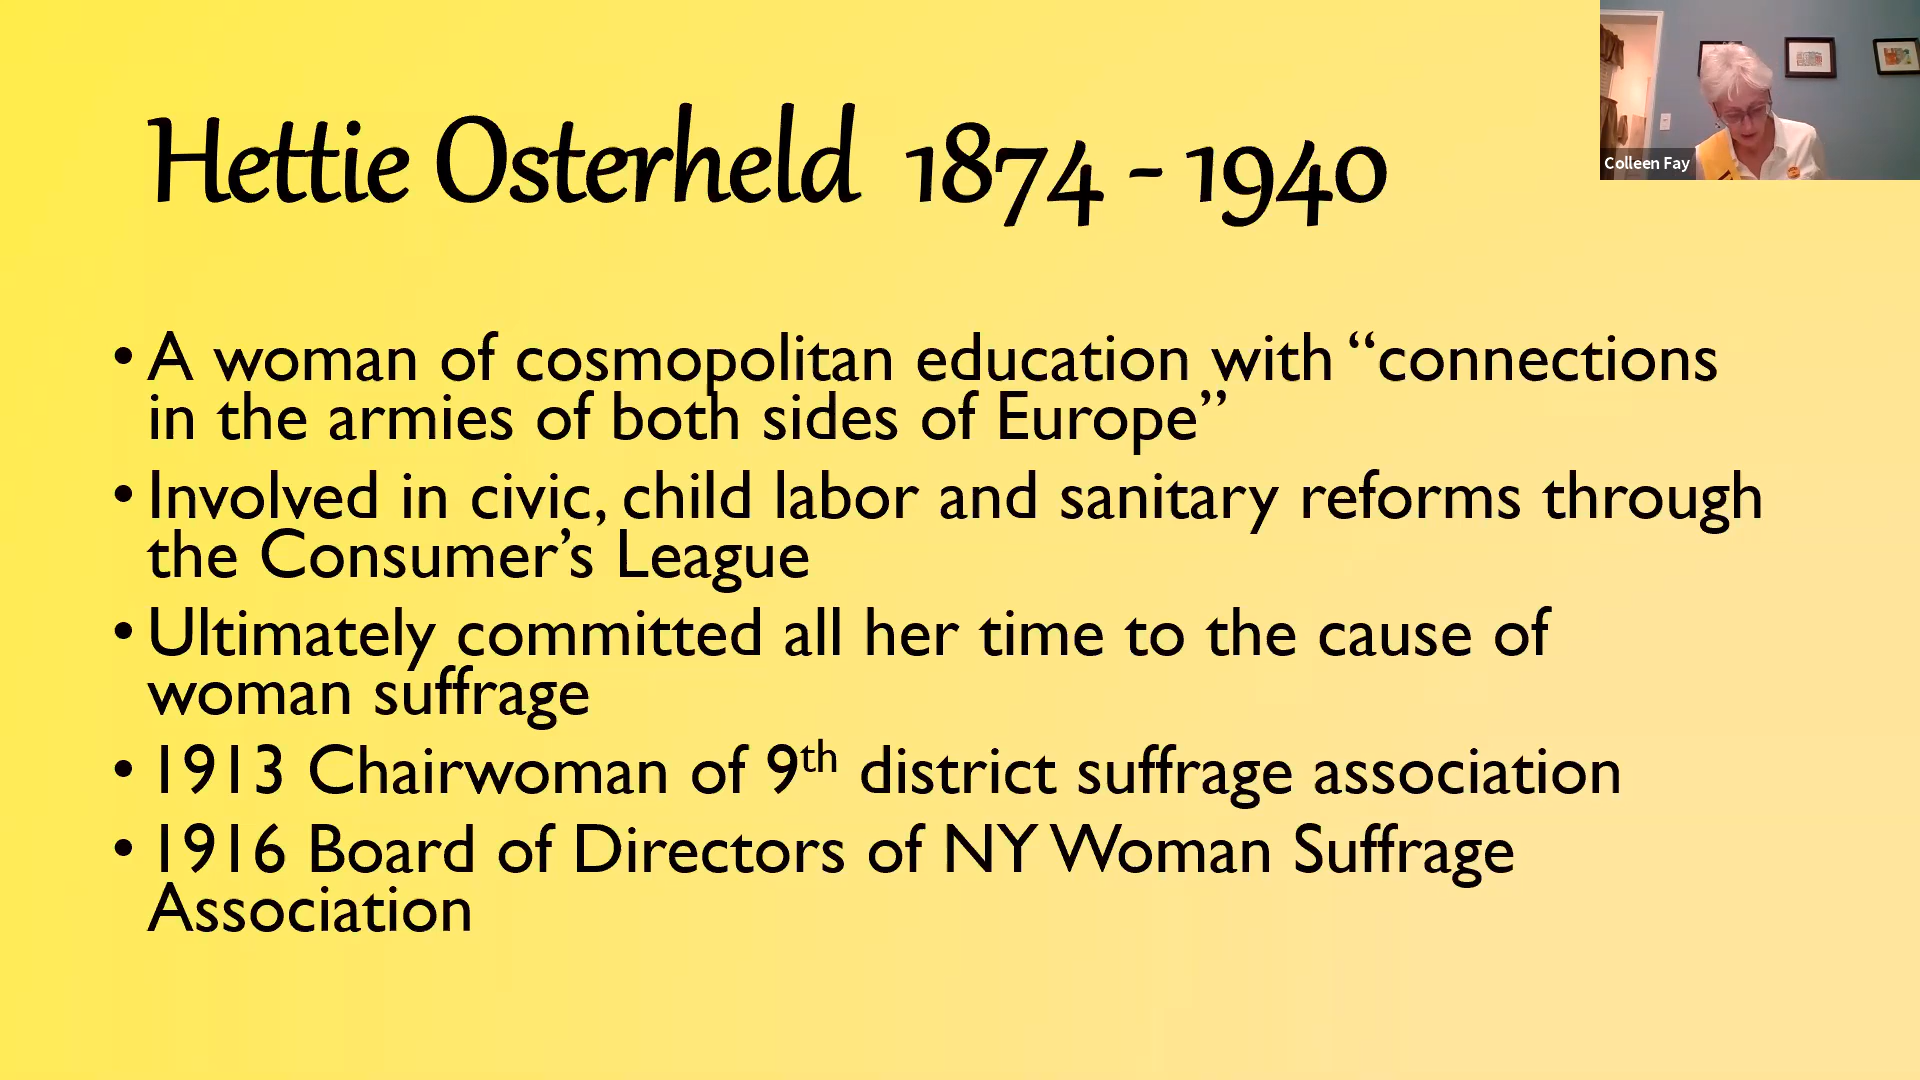 Hettie Osterheld 1874 - 1940
Colleen Fay
• A woman of cosmopolitan education with “connections
in the armies of both sides of Europe”
• Involved in civic, child labor and sanitary reforms through
the Consumer’s League
• Ultimately committed all her time to the cause of
woman suffrage
• 1913 Chairwoman of 9th district suffrage association
• 1916 Board of Directors of NY Woman Suffrage
Association